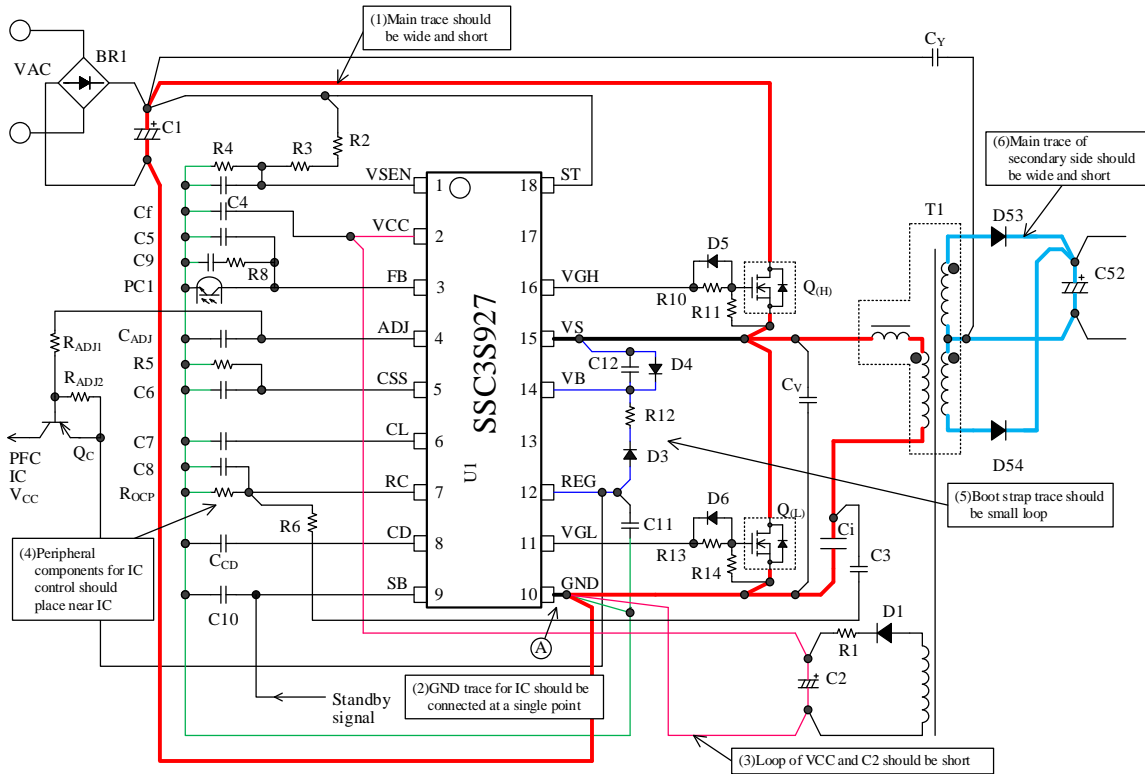 (1)Main trace should
be wide and short
CY
BR1
VAC
C1
R2
R4
R3
(6)Main trace of
secondary side should
be wide and short
VSEN
1
18
ST
Cf
C4
T1
C5
VCC
2
17
D5
D53
C9
R8
C52
PC1
FB
3
16
VGH
R10
R11
Q(H)
SSC3S927
CADJ
ADJ
4
15
VS
RADJ1
R5
C12
D4
RADJ2
C6
CSS
5
14
VB
CV
R12
C7
CL
6
13
QC
PFC
IC
VCC
C8
U1
D3
D54
ROCP
RC
7
12
REG
(5)Boot strap trace should
be small loop
R6
D6
Q(L)
C11
Ci
C3
(4)Peripheral
components for IC
control should
place near IC
CD
8
11
VGL
R13
R14
CCD
SB
9
10
GND
C10
A
D1
R1
C2
Standby
signal
(2)GND trace for IC should be
connected at a single point
(3)Loop of VCC and C2 should be short